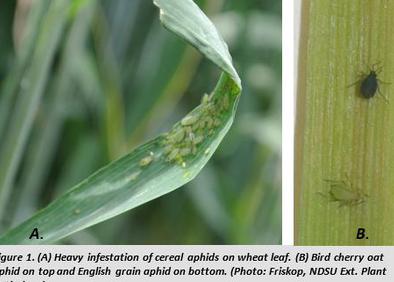 A.
B.
igure 1. (A) Heavy infestation of cereal aphids on wheat leaf. (B) Bird cherry oat
phid on top and English grain aphid on bottom. (Photo: Friskop, NDSU Ext. Plant